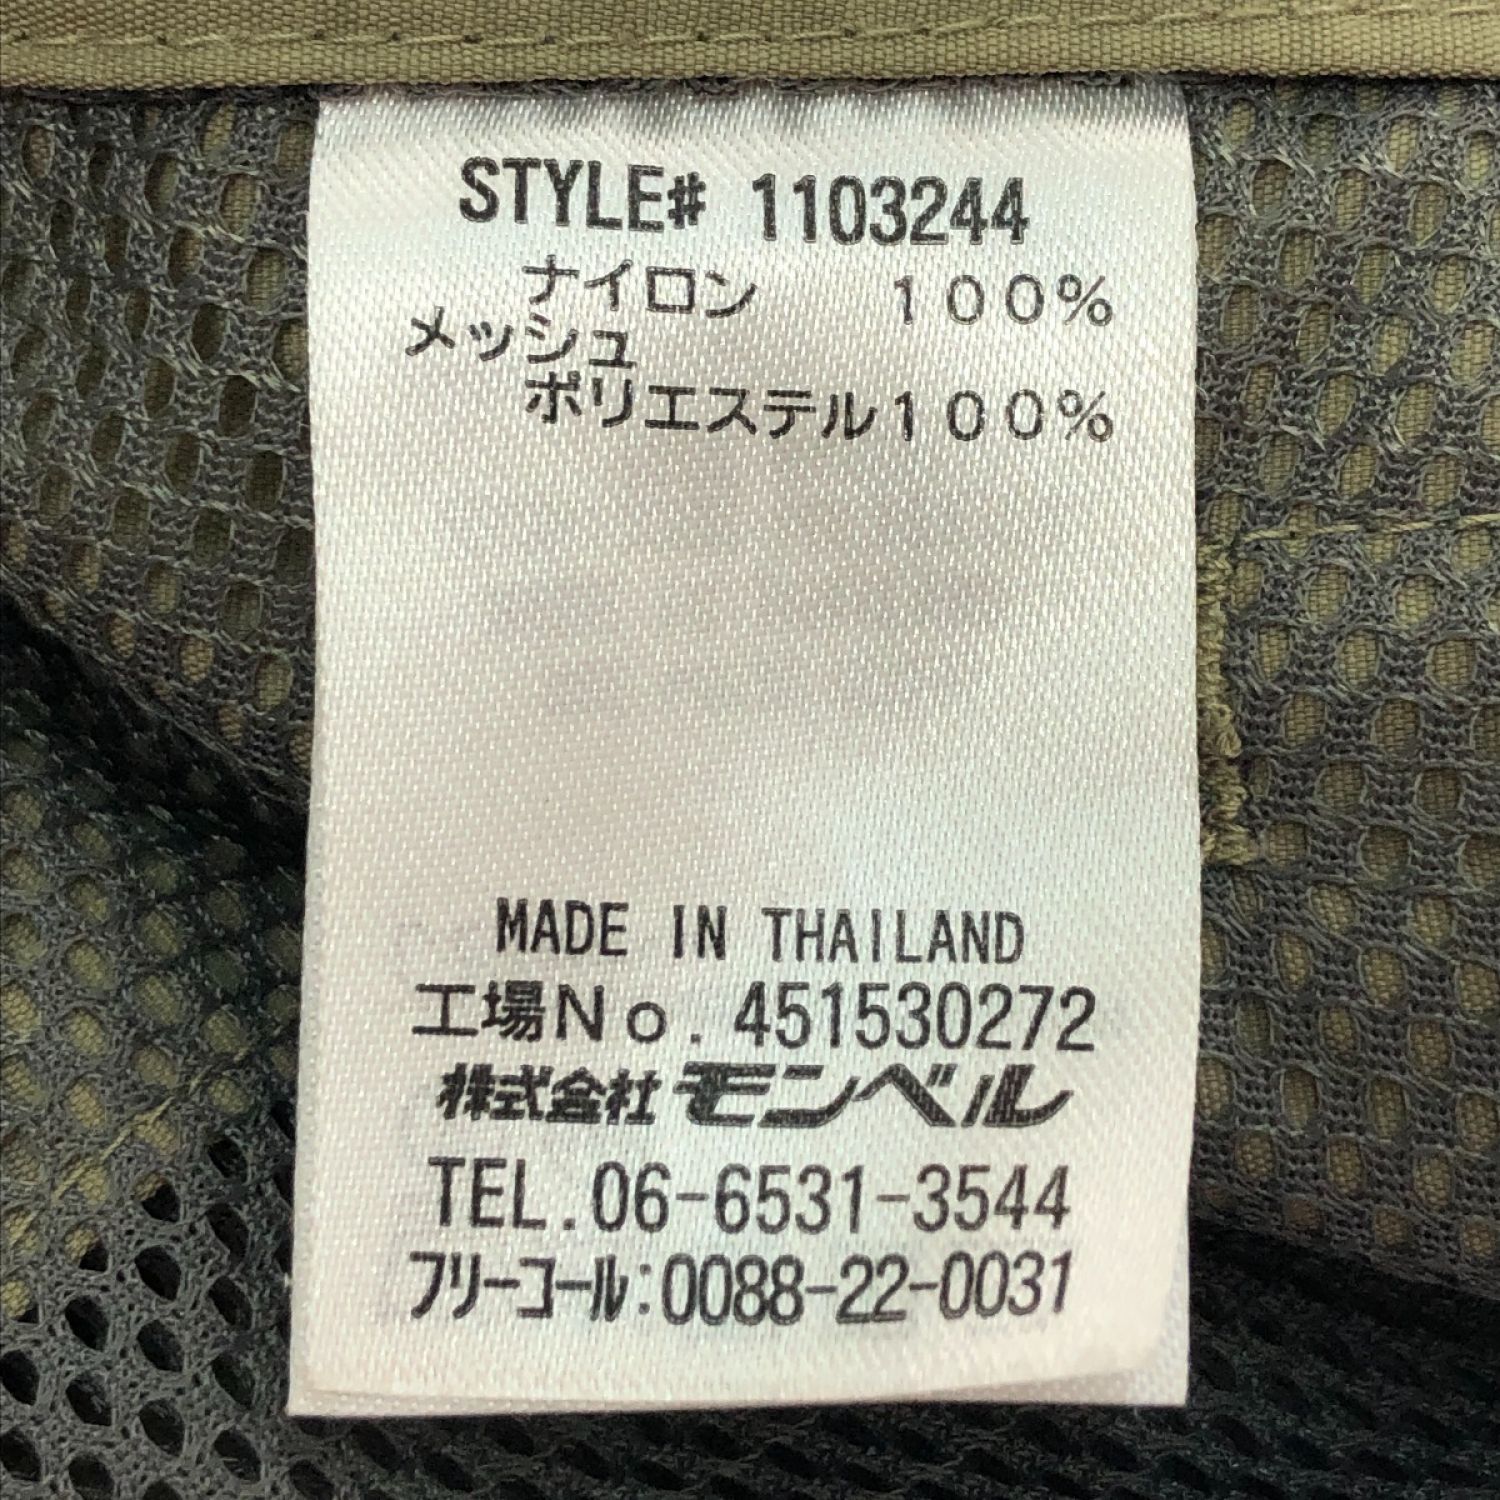 STYLE# 1103244
ナイロン 100%
メッシュ
ポリエステル100%
MADE IN THAILAND
工場No. 451530272
株式会社モンベル
TEL.06-6531-3544
フリーコール:0088-22-0031